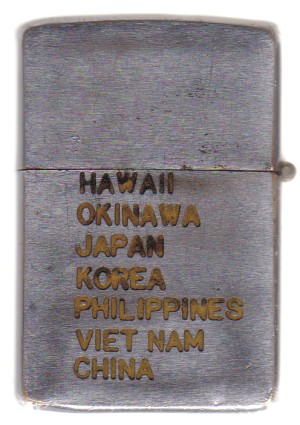 HAWAII
OKINAWA
JAPAN
KOREA
PHILIPPINES
VIET NAM
CHINA